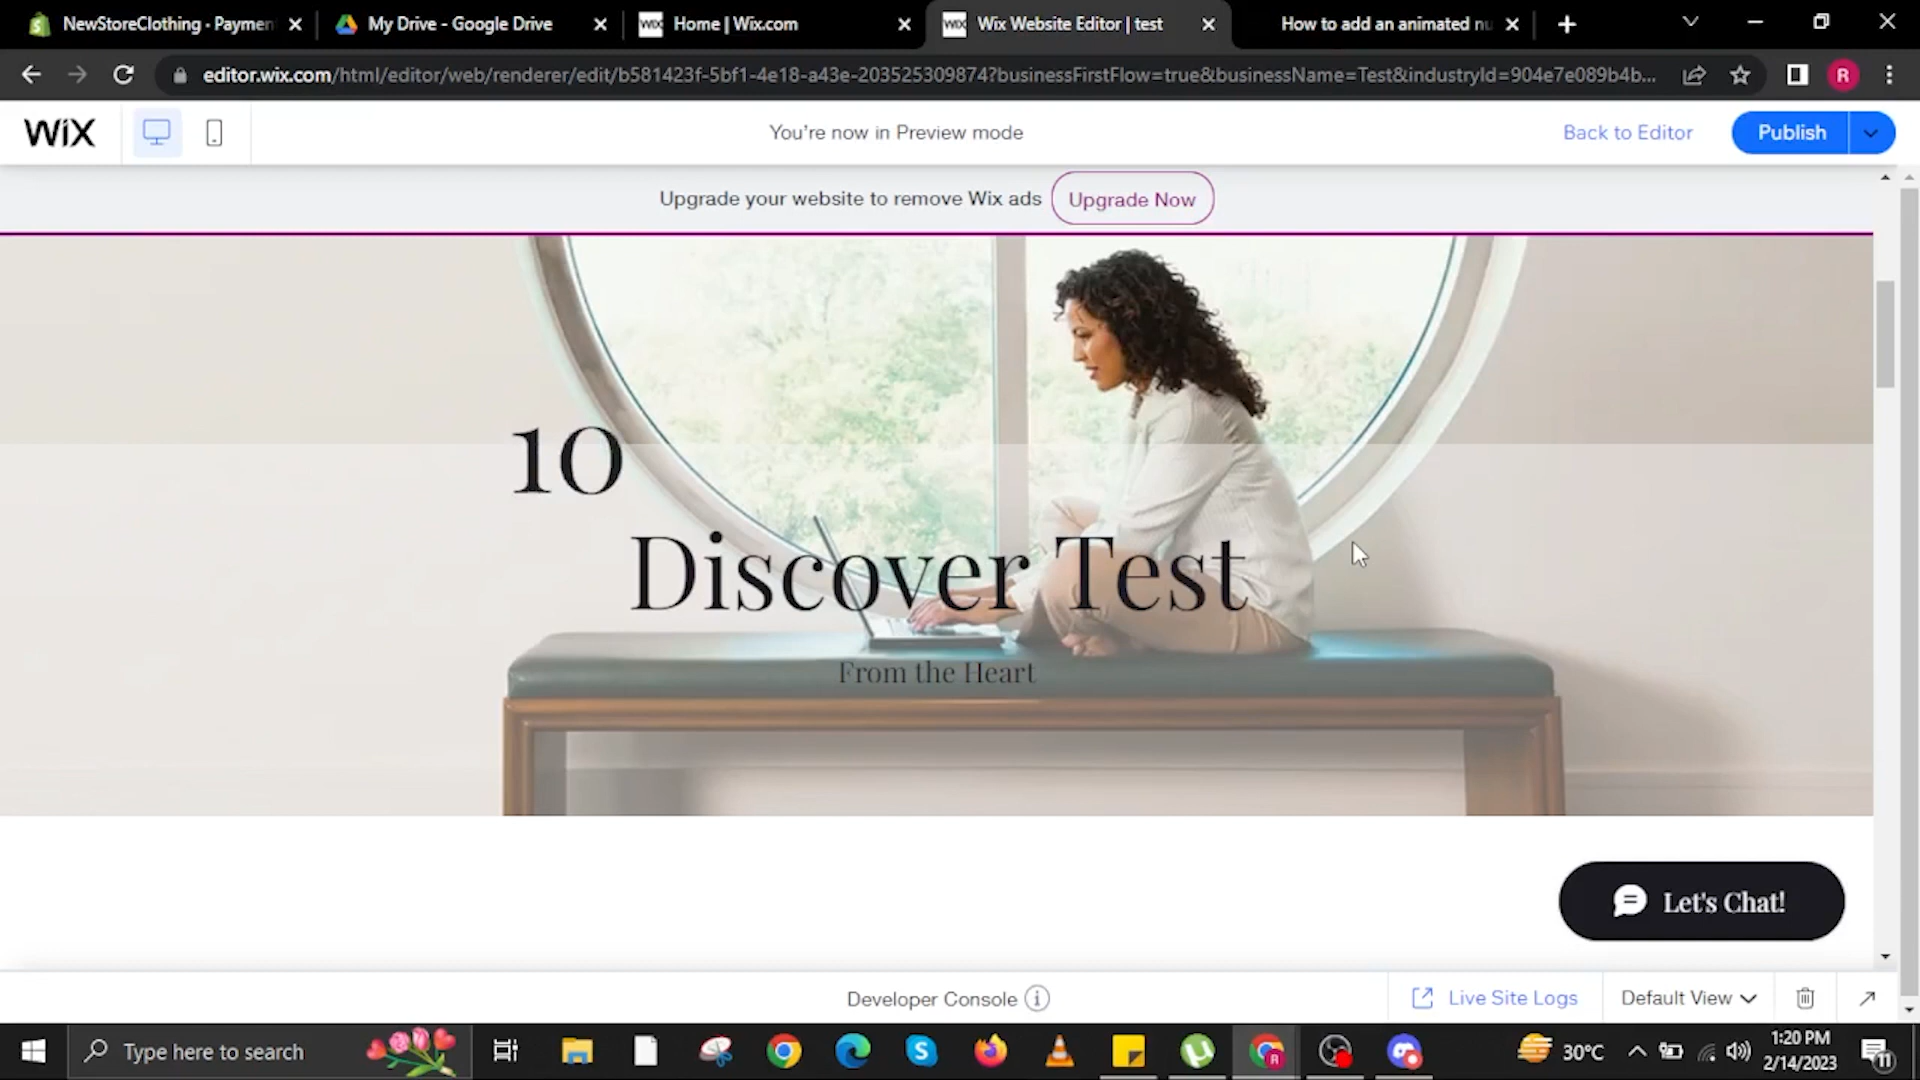 NewStoreClothing · Paymen
My Drive - Google Drive
WIX Home | Wix.com
WIX Wix Website Editor | test
How to add an animated nu
editor.wix.com/html/editor/web/renderer/edit/b581423f-5bf1-4e18-a43e-203525309874?businessFirstFlow=true&businessName=Test&industryId=904e7e089b4b...
R
WiX
You're now in Preview mode
Back to Editor
Publish
Upgrade your website to remove Wix ads
Upgrade Now
10
Discover Test
From the Heart
Let's Chat!
Developer Console
Live Site Logs
Default View
Type here to search
30°C
1:20 PM
2/14/2023
11